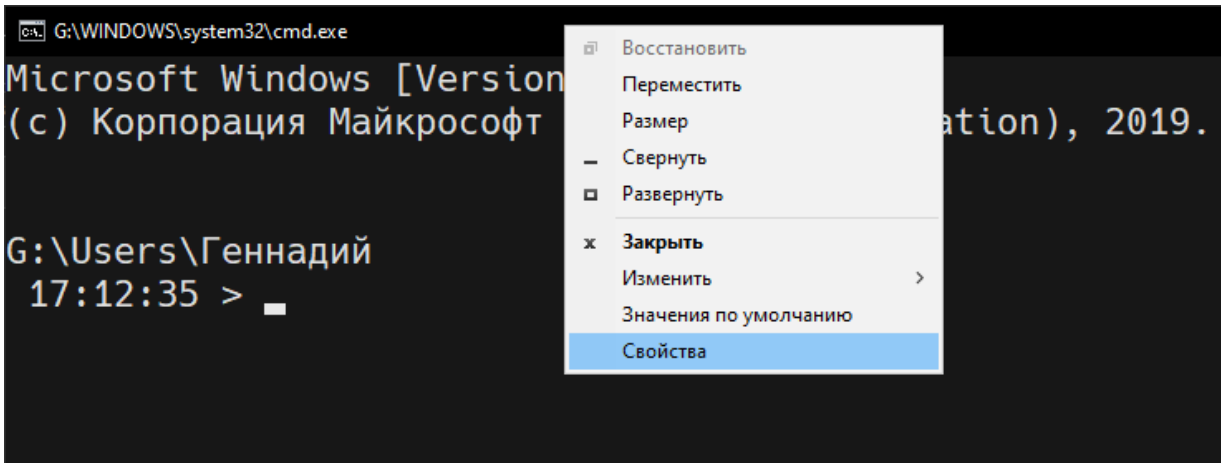 G:\WINDOWS\system32\cmd.exe
Microsoft Windows [Version
(c) Корпорация Майкрософт ation), 2019.
G:\Users\Геннадий
17:12:35 >
Восстановить
Переместить
Размер
Свернуть
Развернуть
Закрыть
Изменить
Значения по умолчанию
Свойства